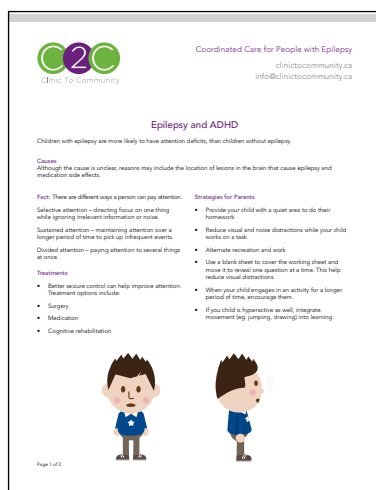 C2C
Clinic To Community
Coordinated Care for People with Epilepsy
clinictocommunity.ca
info@clinictocommunity.ca
Epilepsy and ADHD
Children with epilepsy are more likely to have attention deficits, than children without epilepsy.
Causes
Although the cause is unclear, reasons may include the location of lesions in the brain that cause epilepsy and
medication side effects.
Fact: There are different ways a person can pay attention.
Selective attention – directing focus on one thing
while ignoring irrelevant information or noise.
Sustained attention – maintaining attention over a
longer period of time to pick up infrequent events.
Divided attention – paying attention to several things
at once.
Treatments
• Better seizure control can help improve attention.
Treatment options include:
• Surgery
• Medication
• Cognitive rehabilitation
Strategies for Parents
• Provide your child with a quiet area to do their
homework
• Reduce visual and noise distractions while your child
works on a task.
• Alternate recreation and work
• Use a blank sheet to cover the working sheet and
move it to reveal one question at a time. This help
reduce visual distractions.
• When your child engages in an activity for a longer
period of time, encourage them.
• If you child is hyperactive as well, integrate
movement (eg. jumping, drawing) into learning.
Page 1 of 2